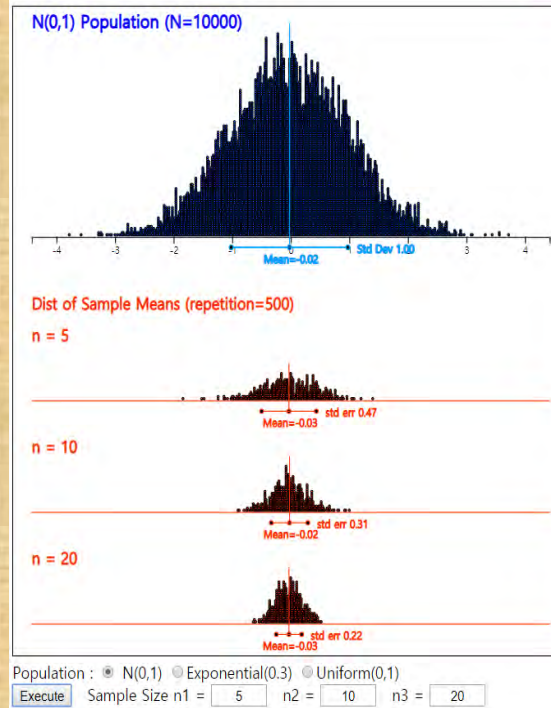 N(0,1) Population (N=10000)
-4 -3 -2 -1 0 1 2 3 4
Std Dev 1.00
Mean=-0.02
Dist of Sample Means (repetition=500)
n = 5
std err 0.47
Mean=-0.03
n = 10
std err 0.31
Mean=-0.02
n = 20
std err 0.22
Mean=-0.03
Population : N(0,1) Exponential(0.3) Uniform(0,1)
Execute Sample Size n1 = 5 n2 = 10 n3 = 20